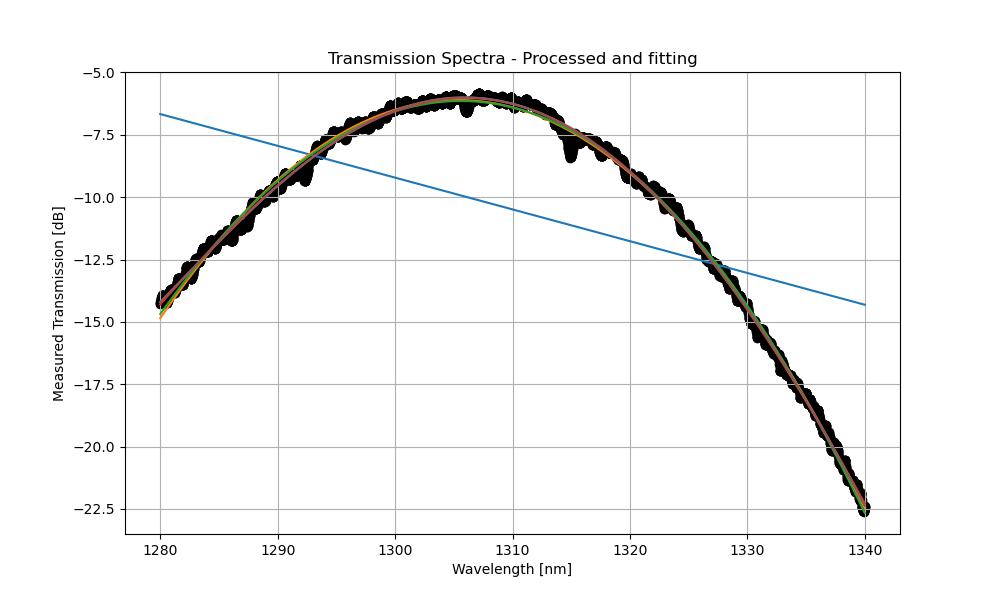 Transmission Spectra - Processed and fitting
Measured Transmission [dB]
−5.0
−7.5
−10.0
−12.5
−15.0
−17.5
−20.0
−22.5
1280 1290 1300 1310 1320 1330 1340
Wavelength [nm]